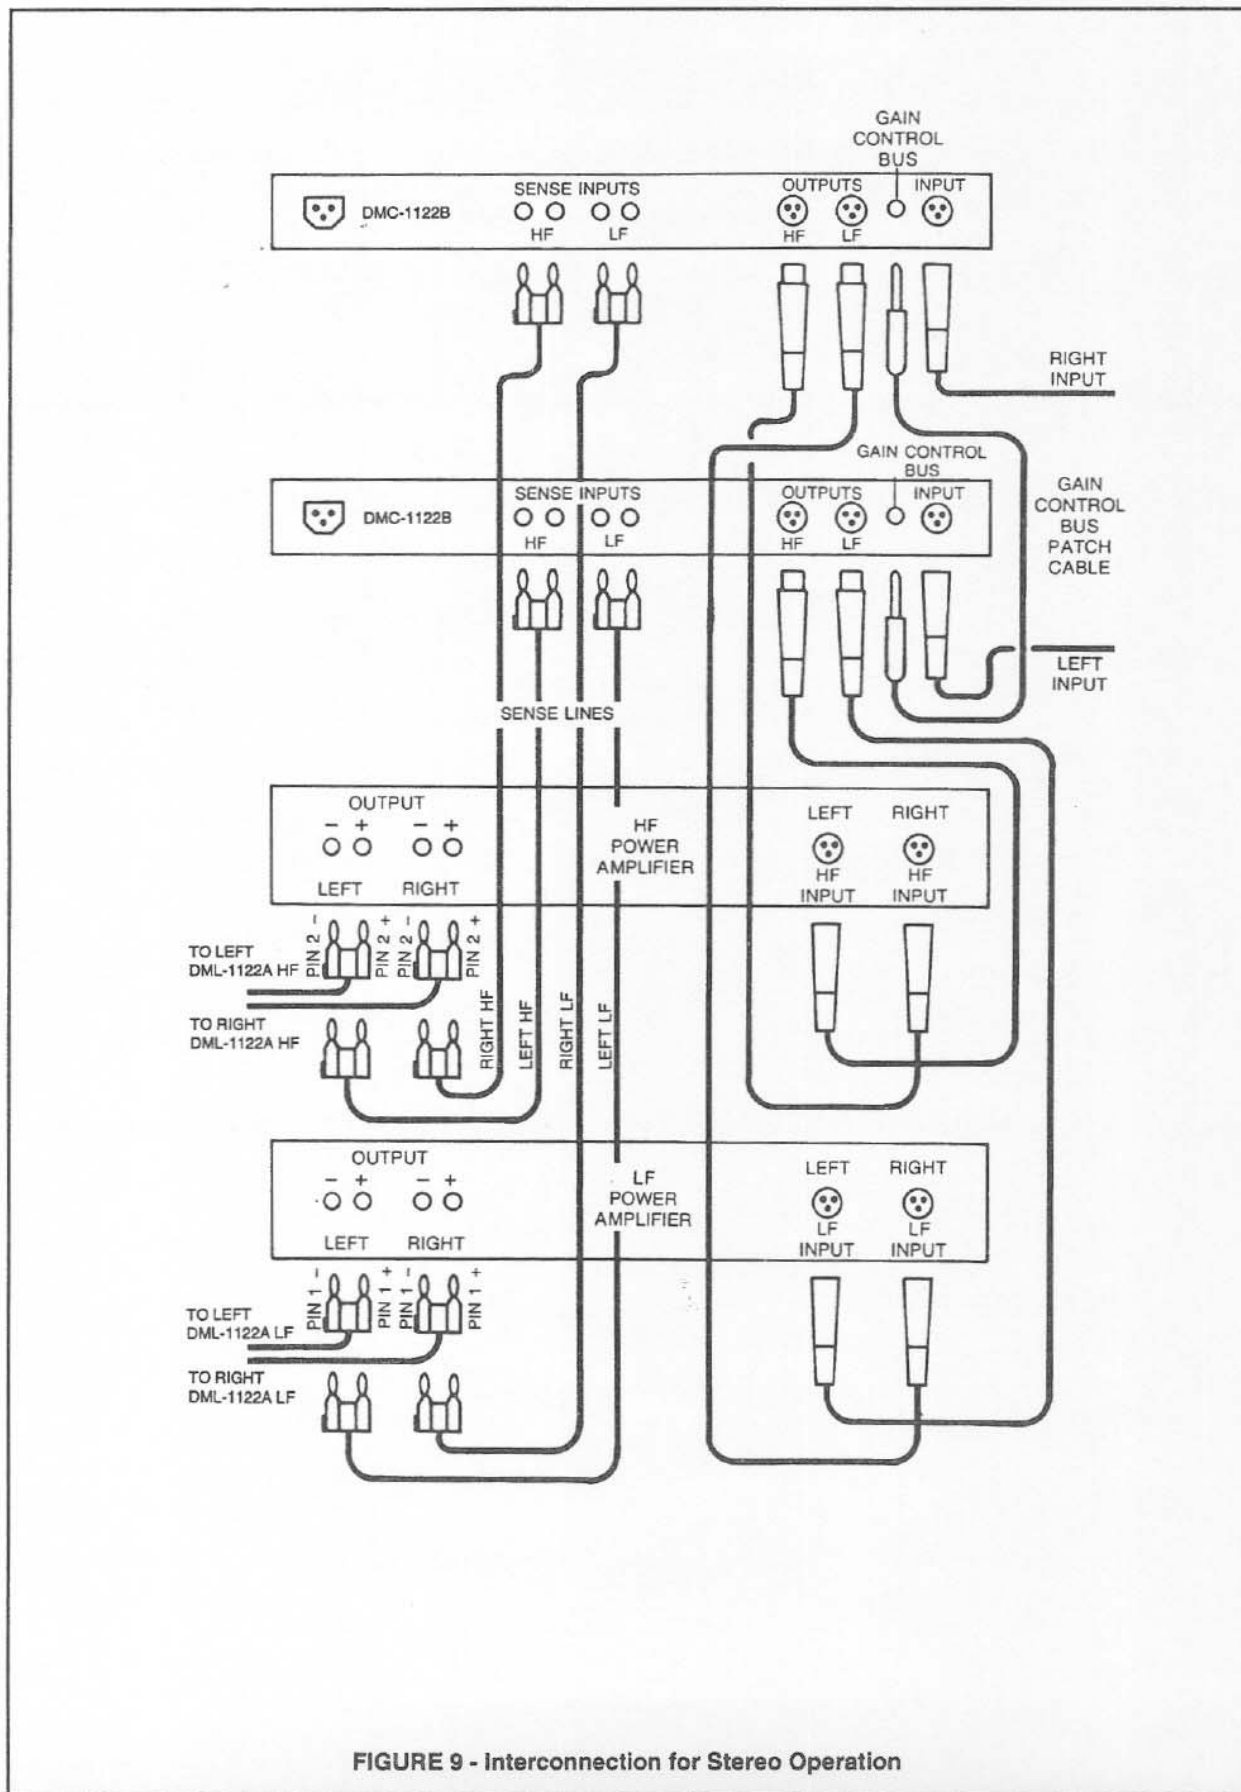 GAIN
CONTROL
BUS
SENSE INPUTS
OUTPUTS
INPUT
DMC-1122B
HF
LF
HF
LF
RIGHT
INPUT
GAIN CONTROL
BUS
SENSE INPUTS
OUTPUTS
INPUT
DMC-1122B
HF
LF
HF
LF
GAIN
CONTROL
BUS
PATCH
CABLE
LEFT
INPUT
SENSE LINES
OUTPUT
- + - +
LEFT
RIGHT
HF
POWER
AMPLIFIER
LEFT
RIGHT
HF
INPUT
HF
INPUT
PIN 2 -
PIN 2 +
PIN 2 -
PIN 2 +
TO LEFT
DML-1122A HF
TO RIGHT
DML-1122A HF
RIGHT HF
LEFT HF
RIGHT LF
LEFT LF
OUTPUT
- + - +
LEFT
RIGHT
LF
POWER
AMPLIFIER
LEFT
RIGHT
LF
INPUT
LF
INPUT
PIN 1 -
PIN 1 +
PIN 1 -
PIN 1 +
TO LEFT
DML-1122A LF
TO RIGHT
DML-1122A LF
FIGURE 9 - Interconnection for Stereo Operation